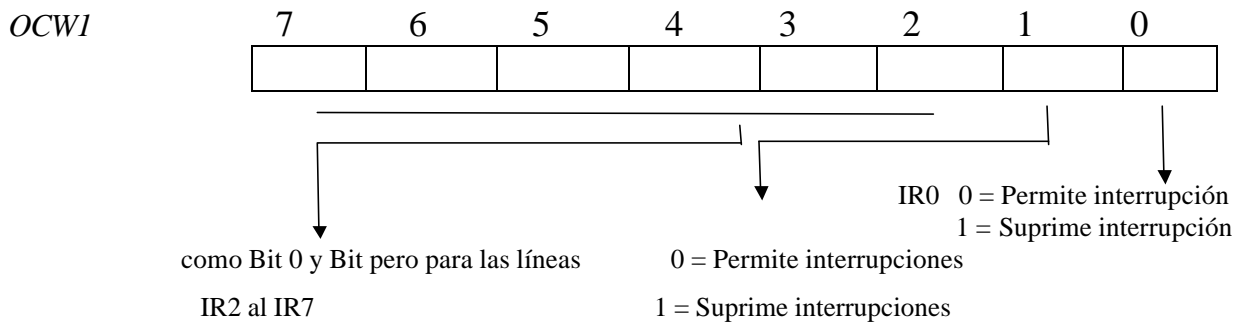 OCW1 7 6 5 4 3 2 1 0
IR0 0 = Permite interrupción
1 = Suprime interrupción
como Bit 0 y Bit pero para las líneas 0 = Permite interrupciones
IR2 al IR7 1 = Suprime interrupciones